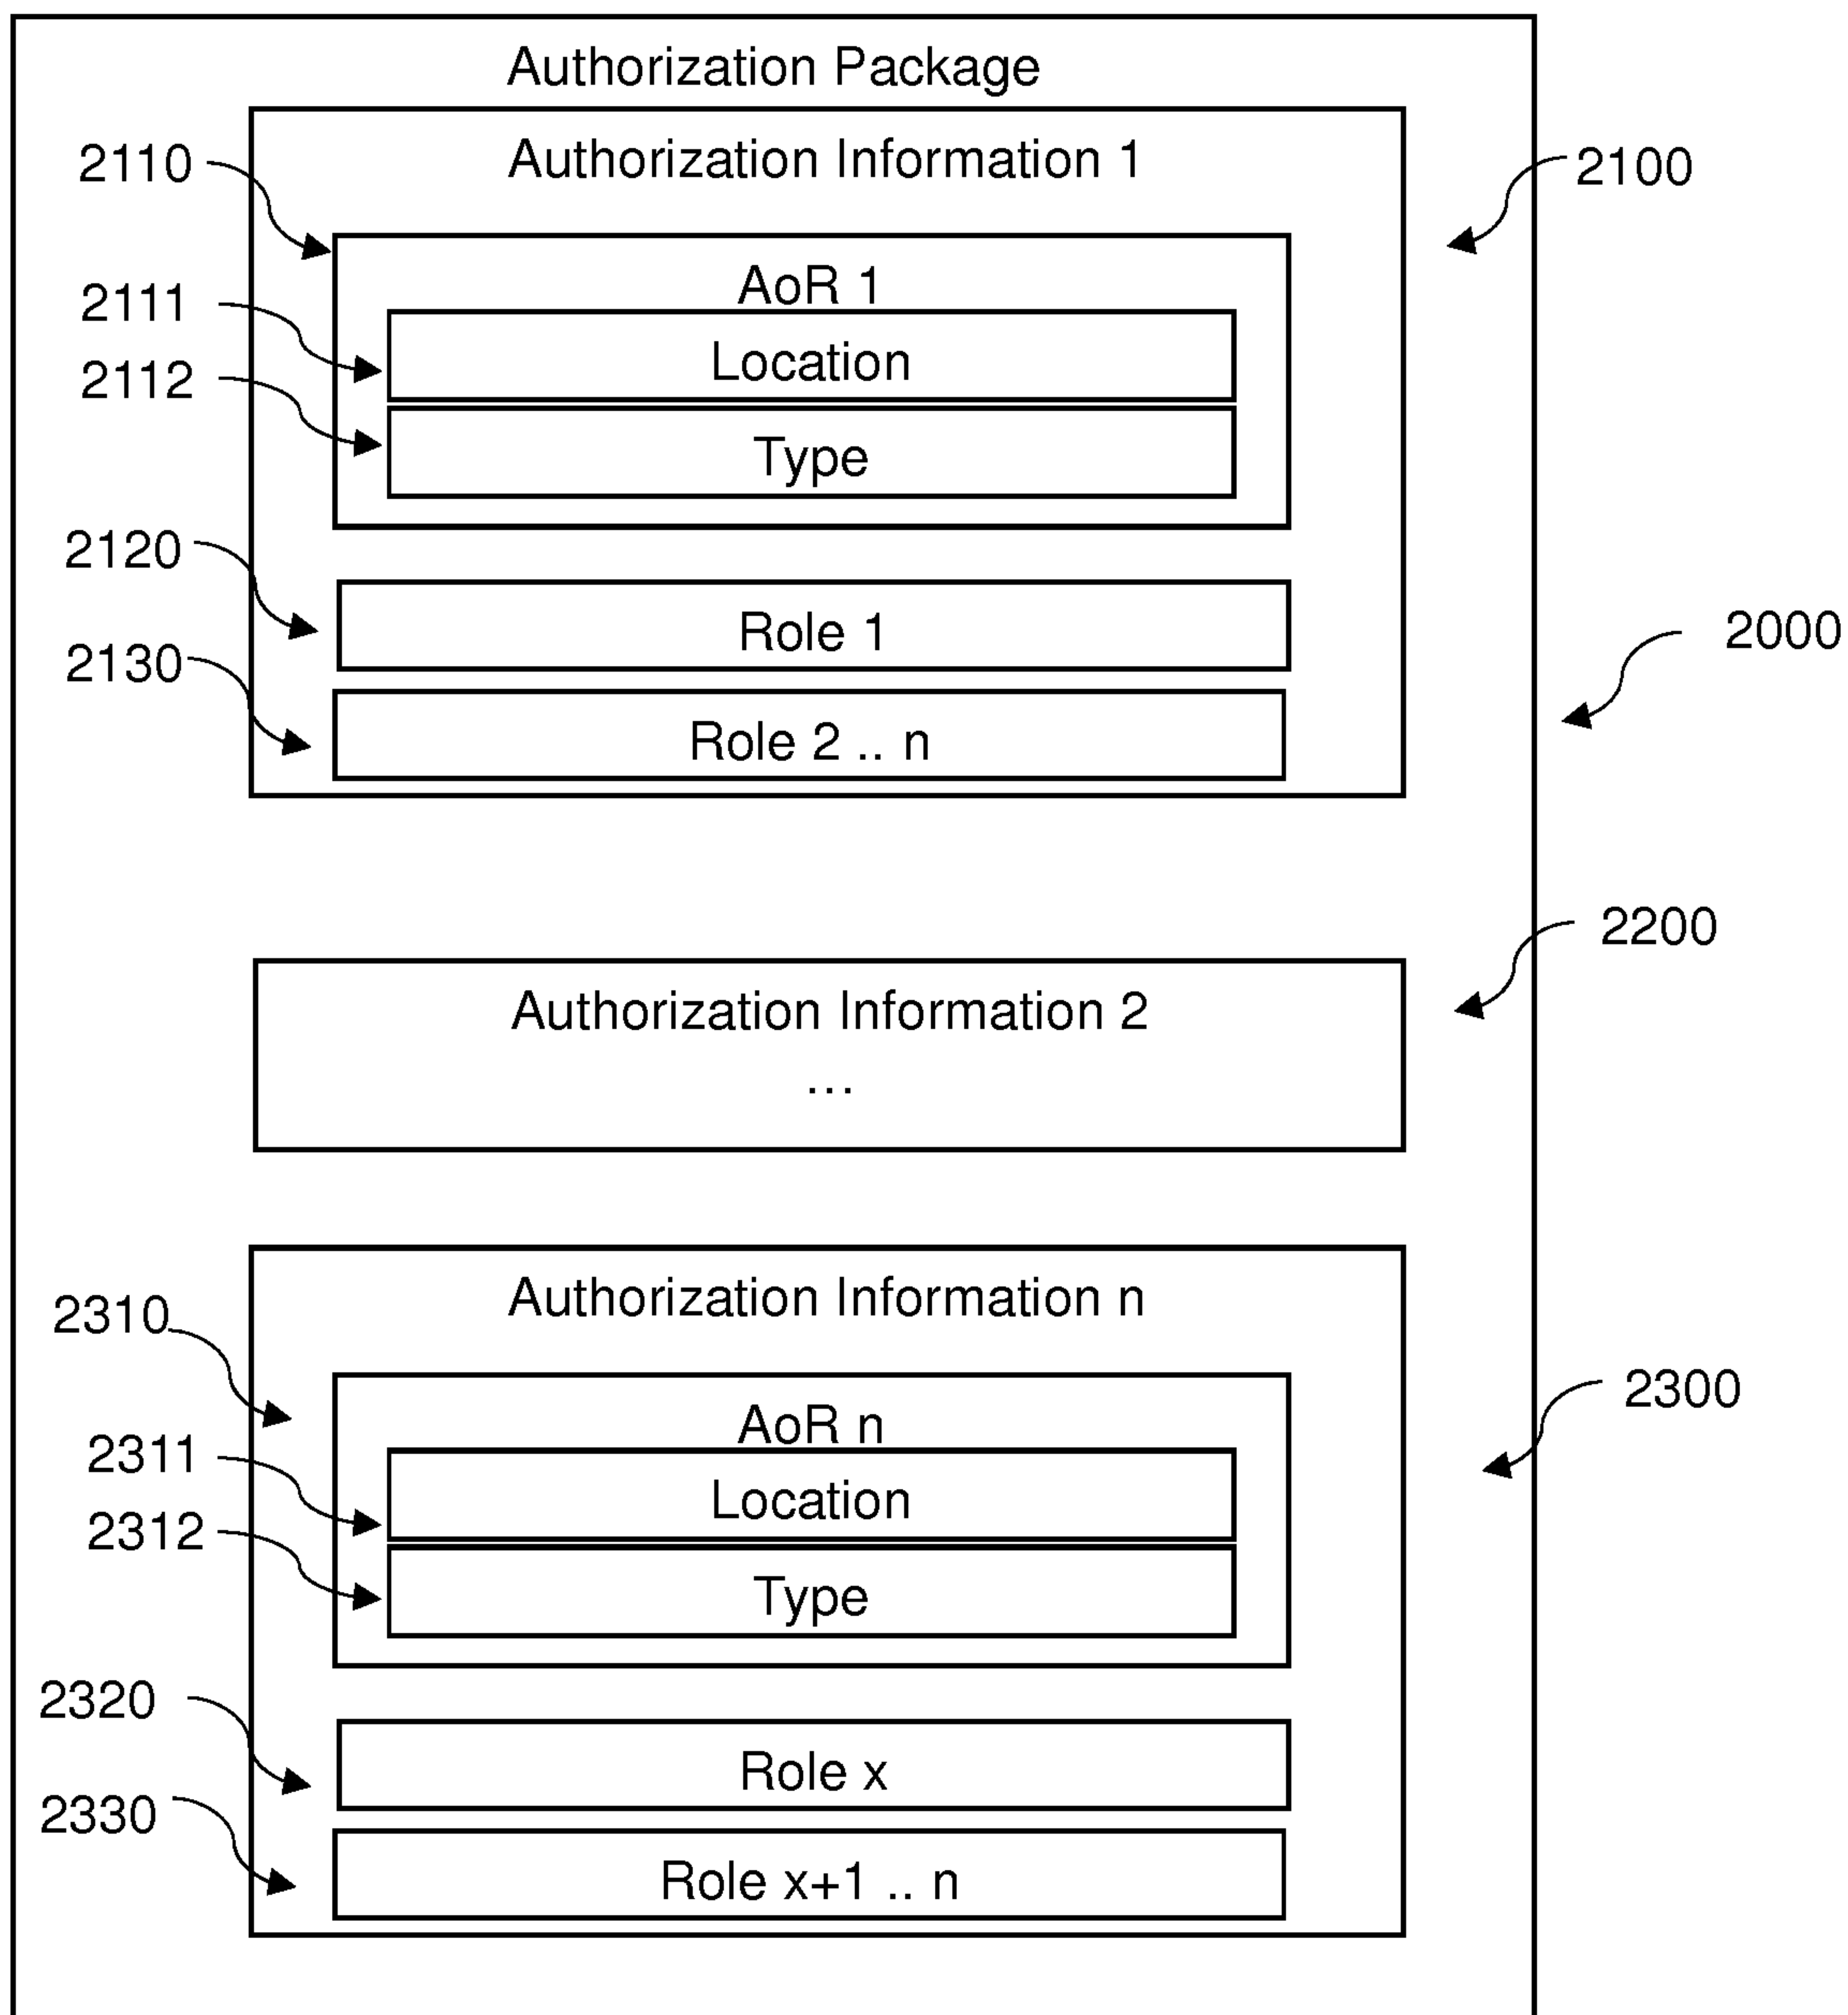 Authorization Package
2110
Authorization Information 1
2100
2111
AoR 1
Location
2112
Type
2120
Role 1
2000
2130
Role 2 .. n
2200
Authorization Information 2
...
Authorization Information n
2310
2300
AoR n
2311
Location
2312
Type
2320
Role x
2330
Role x+1 .. n